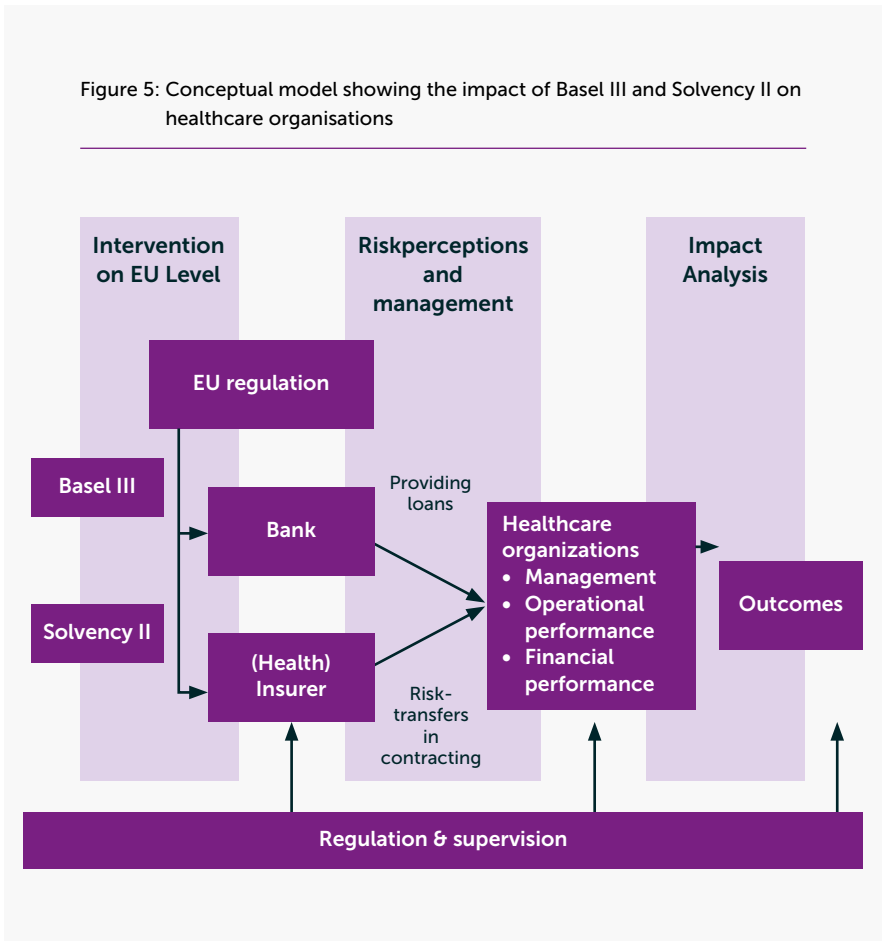 Figure 5: Conceptual model showing the impact of Basel III and Solvency II on
healthcare organisations
Intervention
on EU Level
Riskperceptions
and
management
Impact
Analysis
EU regulation
Basel III
Bank
Providing
loans
Healthcare
organizations
• Management
• Operational
performance
• Financial
performance
Outcomes
Solvency II
(Health)
Insurer
Risk-
transfers
in
contracting
Regulation & supervision